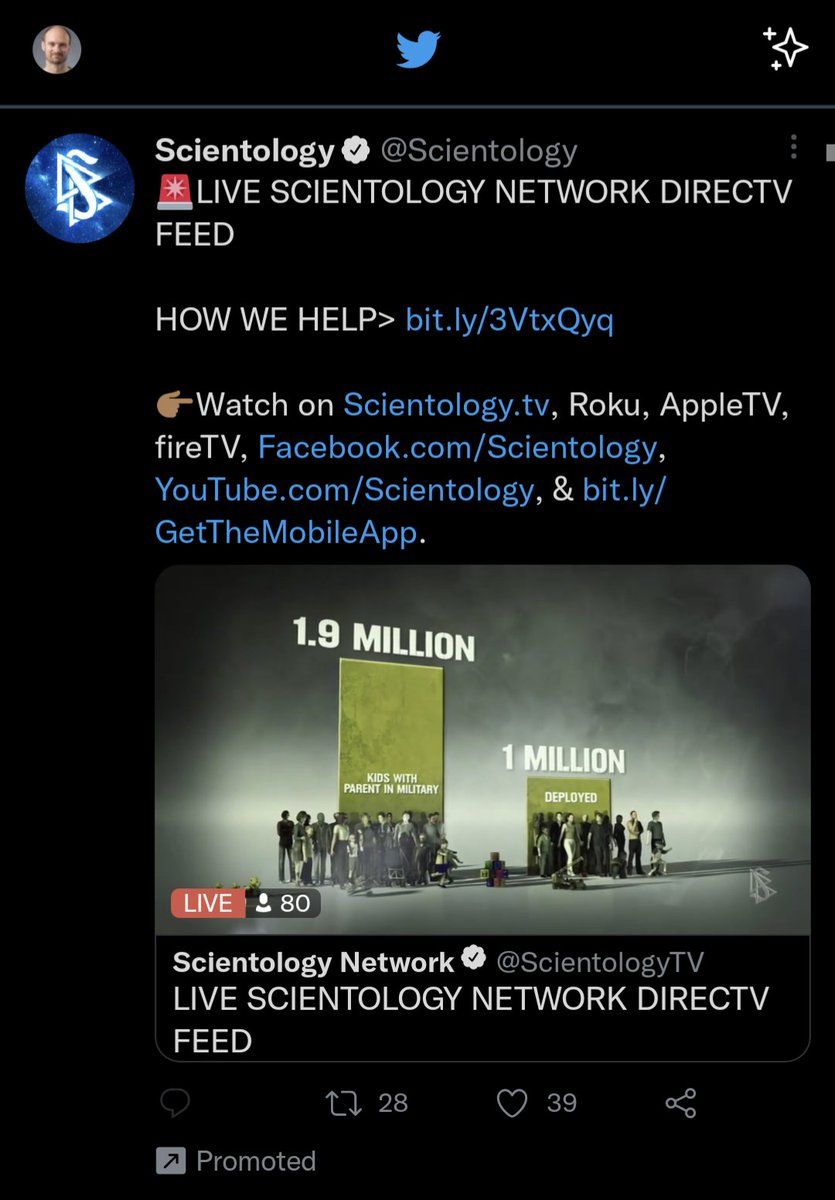 Scientology @Scientology
🚨LIVE SCIENTOLOGY NETWORK DIRECTV
FEED
HOW WE HELP> bit.ly/3VtxQyq
👉🏽Watch on Scientology.tv, Roku, AppleTV,
fireTV, Facebook.com/Scientology,
YouTube.com/Scientology, & bit.ly/
GetTheMobileApp.
1.9 MILLION
KIDS WITH
PARENT IN MILITARY
1 MILLION
DEPLOYED
LIVE 80
Scientology Network @ScientologyTV
LIVE SCIENTOLOGY NETWORK DIRECTV
FEED
28 39
Promoted